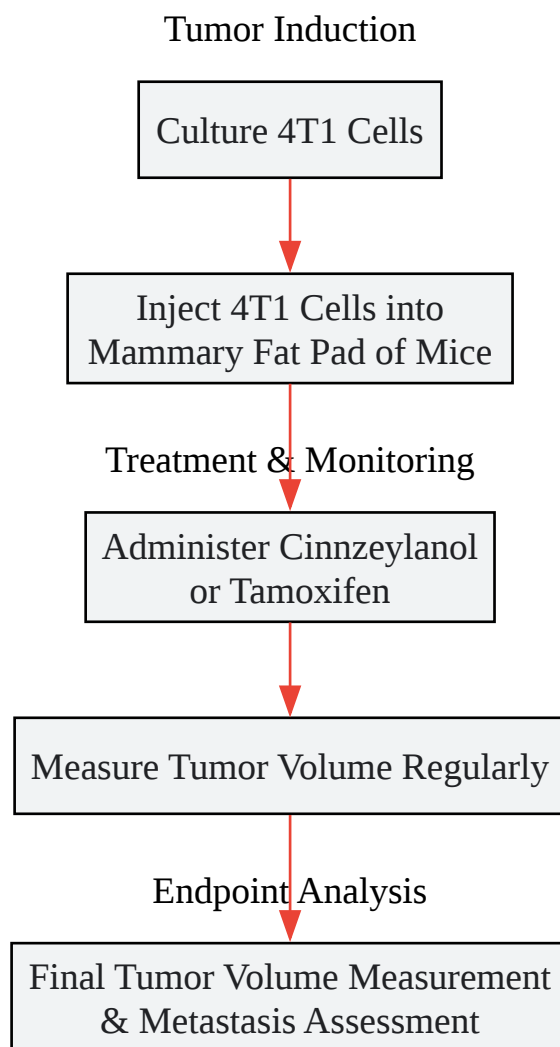 Tumor Induction
Culture 4T1 Cells
Inject 4T1 Cells into
Mammary Fat Pad of Mice
Treatment & Monitoring
Administer Cinnzeylanol
or Tamoxifen
Measure Tumor Volume Regularly
Endpoint Analysis
Final Tumor Volume Measurement
& Metastasis Assessment